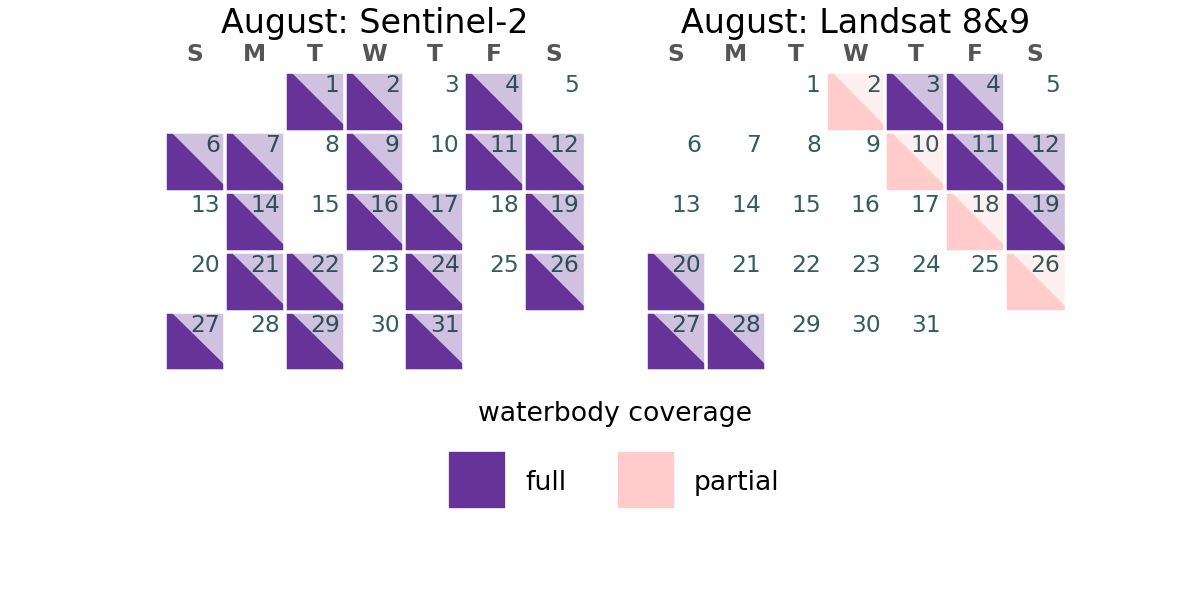 August: Sentinel-2
S M T W T F S
1 2 3 4 5
6 7 8 9 10 11 12
13 14 15 16 17 18 19
20 21 22 23 24 25 26
27 28 29 30 31
August: Landsat 8&9
S M T W T F S
1 2 3 4 5
6 7 8 9 10 11 12
13 14 15 16 17 18 19
20 21 22 23 24 25 26
27 28 29 30 31
waterbody coverage
full
partial